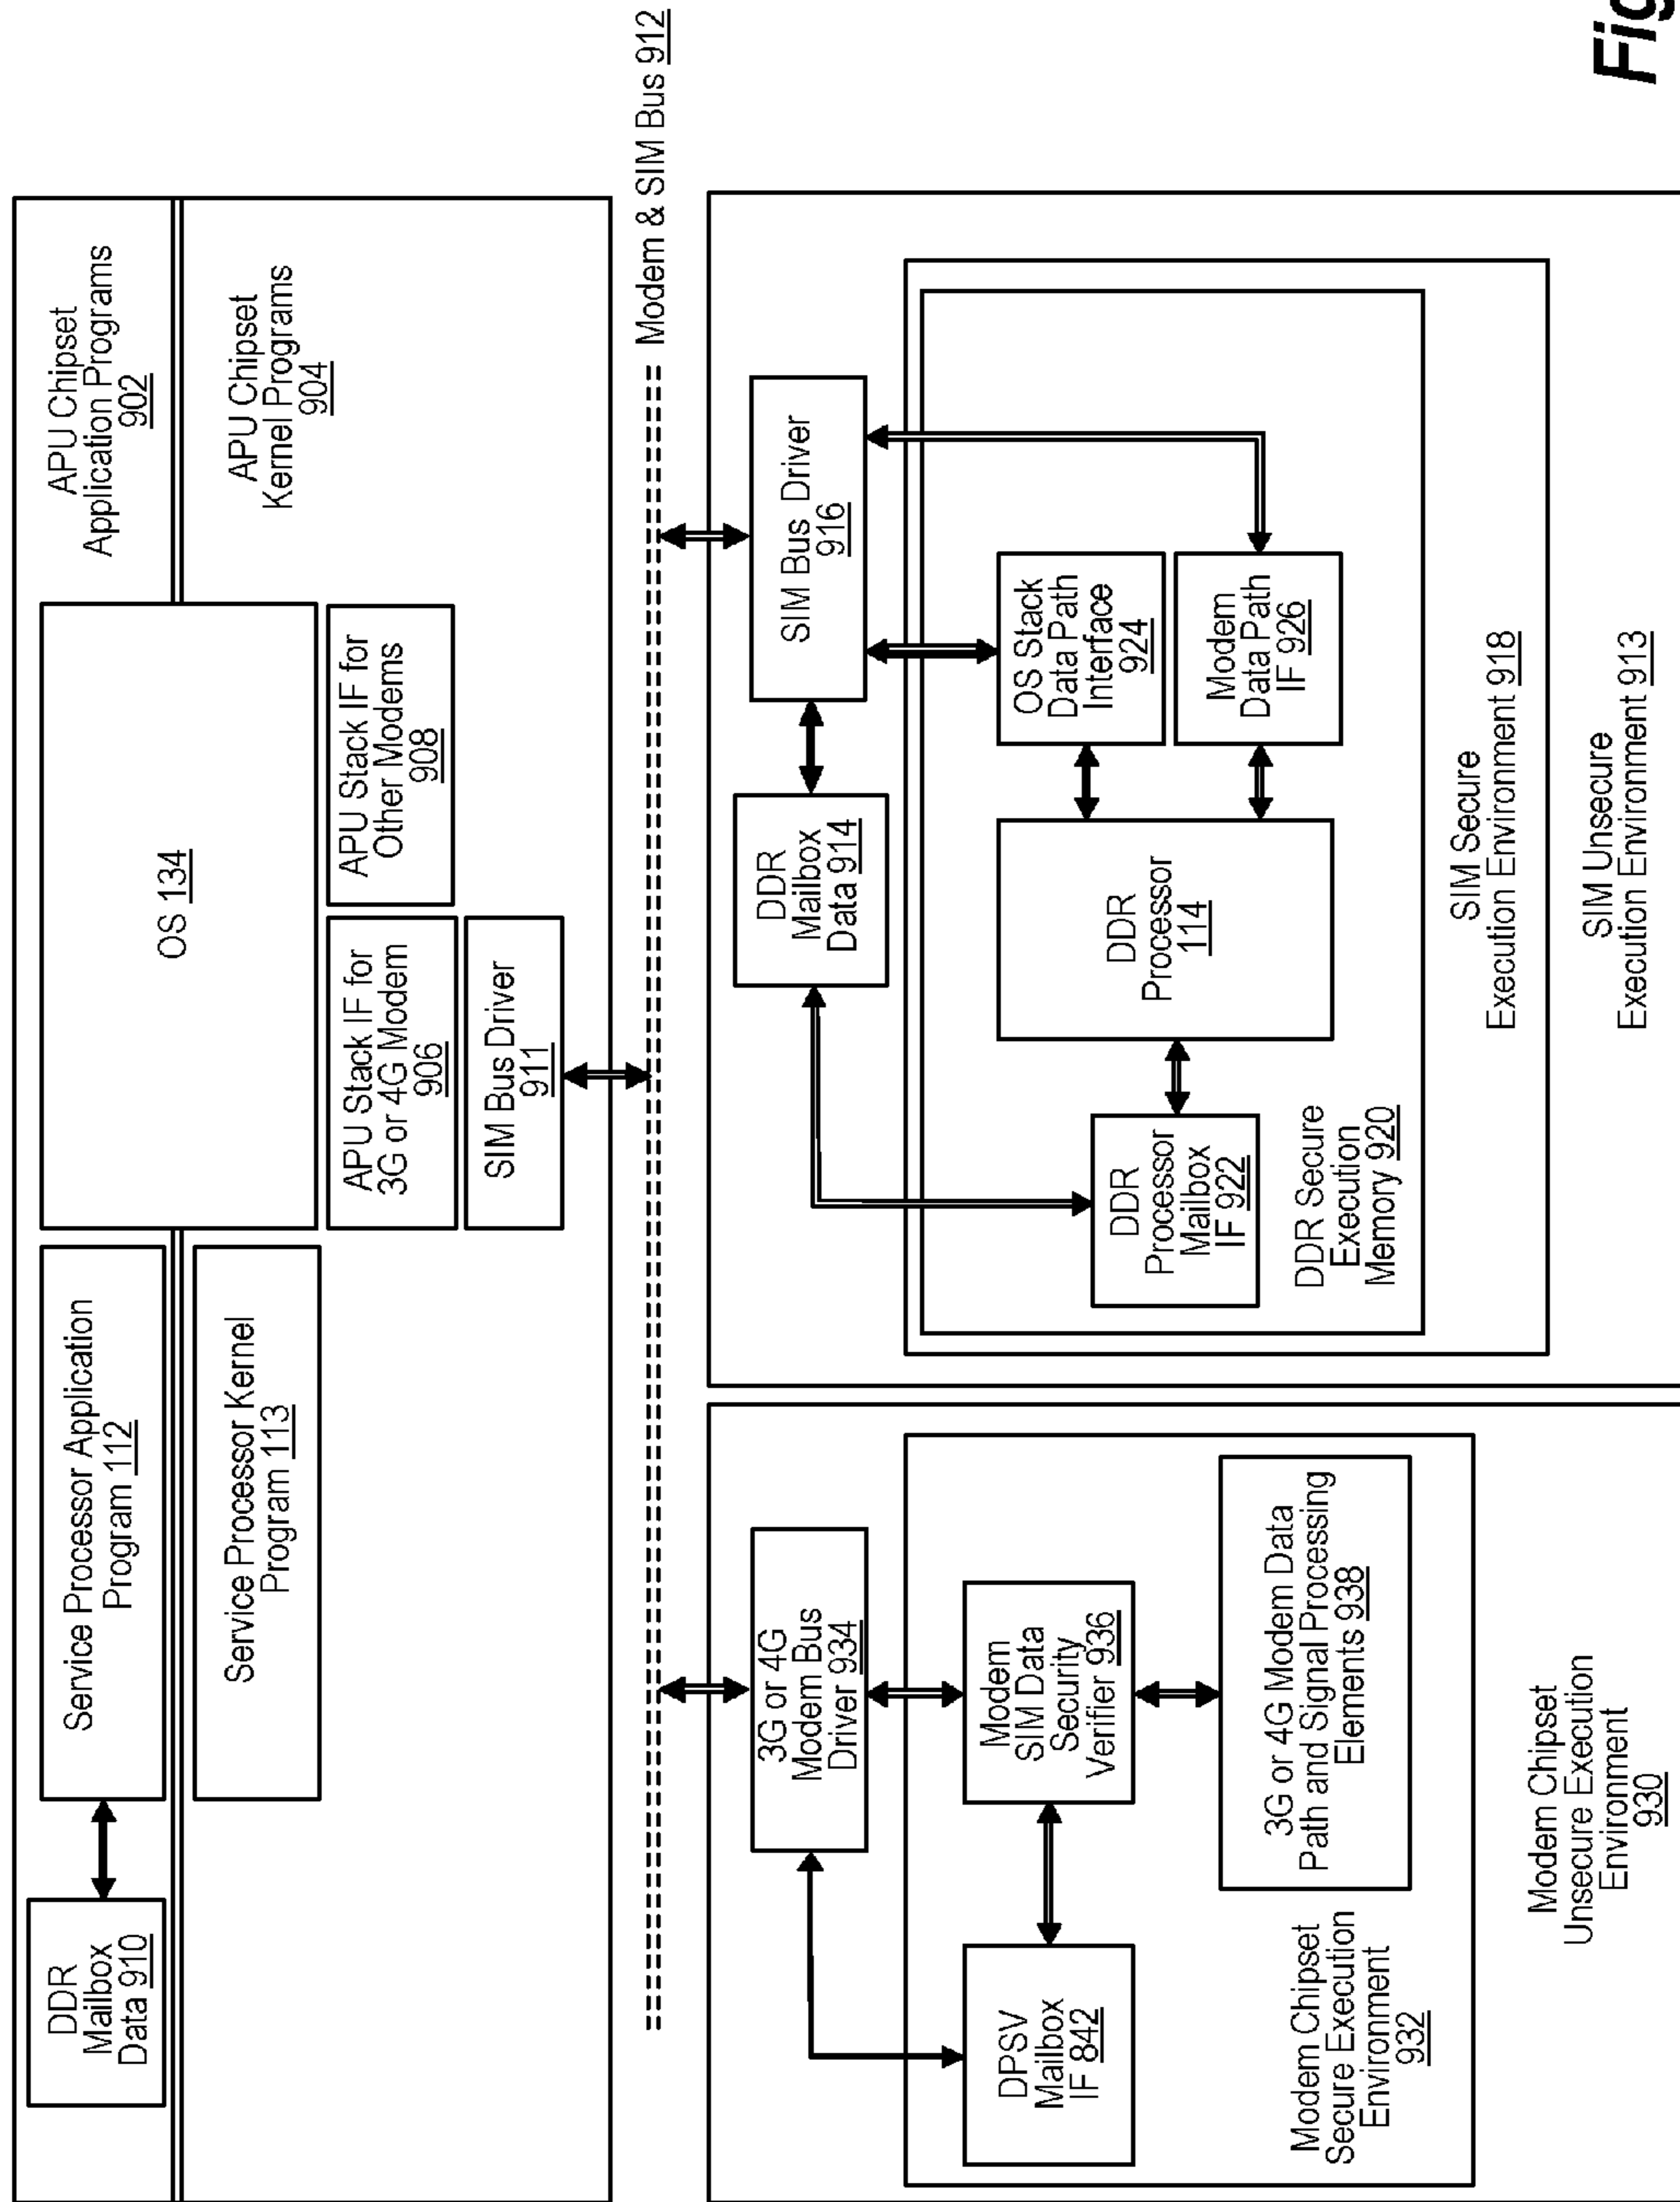 APU Chipset
Application Programs
902
APU Chipset
Kernel Programs
904
DDR
Mailbox
Data 910
Service Processor Application
Program 112
Service Processor Kernel
Program 113
OS 134
APU Stack IF for
3G or 4G Modem
906
APU Stack IF for
Other Modems
908
SIM Bus Driver
911
Modem & SIM Bus 912
3G or 4G
Modem Bus
Driver 934
DPSV
Mailbox
IF 842
Modem
SIM Data
Security
Verifier 936
3G or 4G Modem Data
Path and Signal Processing
Elements 938
Modem Chipset
Secure Execution
Environment
932
Modem Chipset
Unsecure Execution
Environment
930
SIM Bus Driver
916
DDR
Mailbox
Data 914
DDR
Processor
Mailbox
IF 922
DDR
Processor
114
OS Stack
Data Path
Interface
924
Modem
Data Path
IF 926
DDR Secure
Execution
Memory 920
SIM Secure
Execution Environment 918
SIM Unsecure
Execution Environment 913